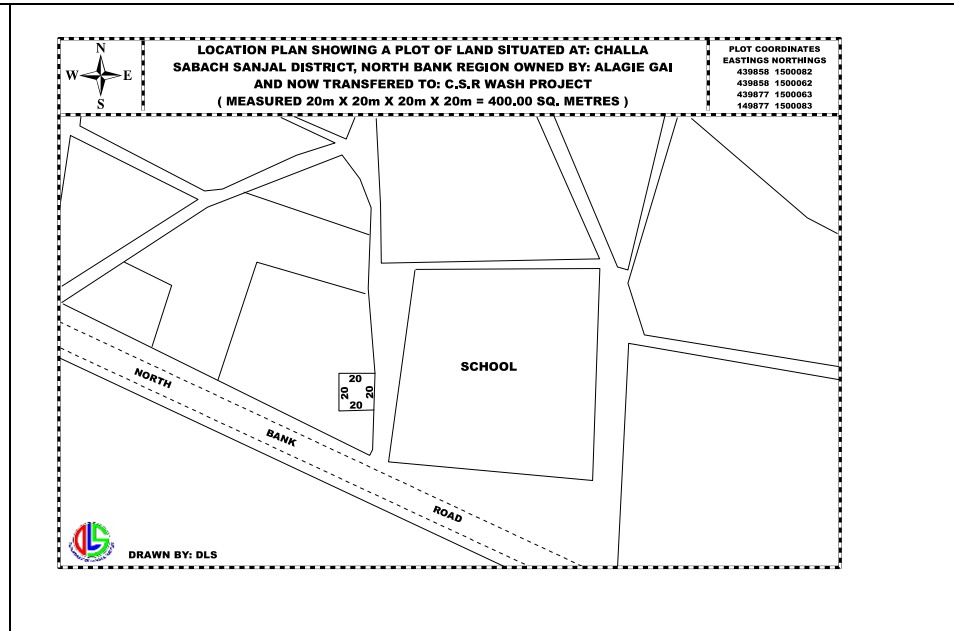 N
W E
S
LOCATION PLAN SHOWING A PLOT OF LAND SITUATED AT: CHALLA
SABACH SANJAL DISTRICT, NORTH BANK REGION OWNED BY: ALAGIE GAI
AND NOW TRANSFERED TO: C.S.R WASH PROJECT
( MEASURED 20m X 20m X 20m X 20m = 400.00 SQ. METRES )
PLOT COORDINATES
EASTINGS NORTHINGS
439858 1500082
439858 1500062
439877 1500063
149877 1500083
SCHOOL
20
20 20
20
NORTH
BANK
ROAD
DLS
DRAWN BY: DLS